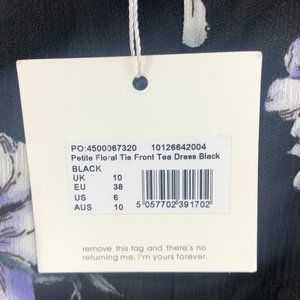 PO:4500067320 10126642004
Petite Floral Tie Front Tea Dress Black
BLACK
UK 10
EU 38
US 6
AUS 10
5 057702 391702
remove this tag and there's no
returning me. i'm yours forever.